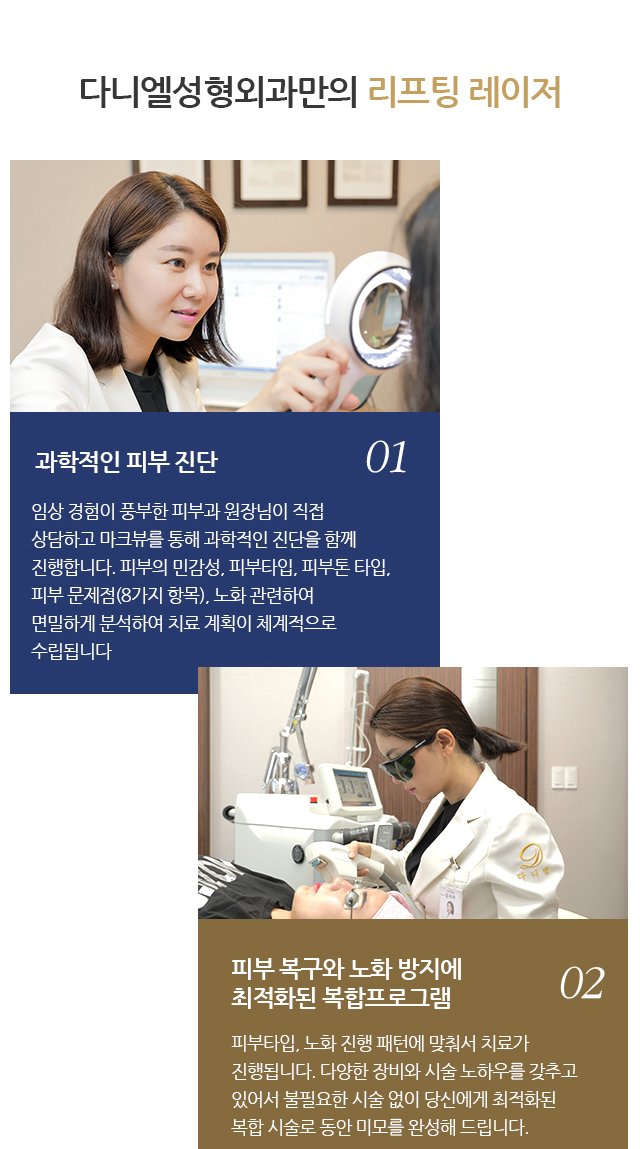 다니엘성형외과만의 리프팅 레이저
과학적인 피부 진단
01
임상 경험이 풍부한 피부과 원장님이 직접
상담하고 마크뷰를 통해 과학적인 진단을 함께
진행합니다. 피부의 민감성, 피부타입, 피부톤 타입,
피부 문제점(8가지 항목), 노화 관련하여
면밀하게 분석하여 치료 계획이 체계적으로
수립됩니다
다니엘
피부 복구와 노화 방지에
최적화된 복합프로그램
02
피부타입, 노화 진행 패턴에 맞춰서 치료가
진행됩니다. 다양한 장비와 시술 노하우를 갖추고
있어서 불필요한 시술 없이 당신에게 최적화된
복합 시술로 동안 미모를 완성해 드립니다.